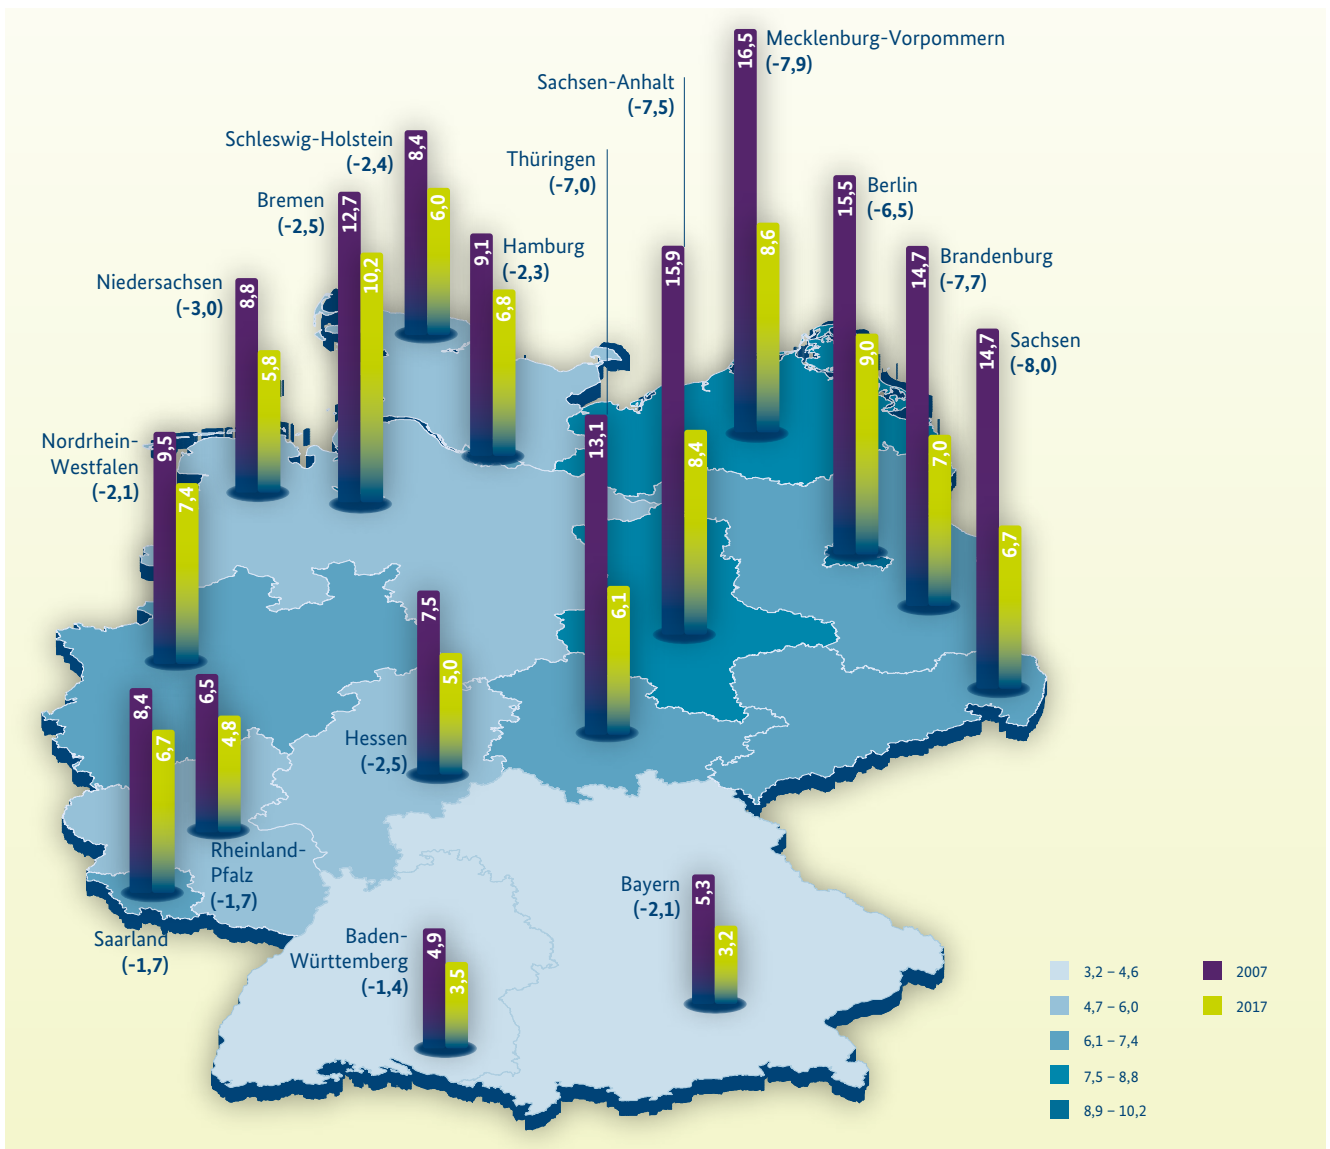 Mecklenburg-Vorpommern
(-7,9)
16,5
8,6
Sachsen-Anhalt
(-7,5)
15,9
8,4
Schleswig-Holstein
(-2,4)
8,4
6,0
Thüringen
(-7,0)
13,1
6,1
Bremen
(-2,5)
12,7
10,2
Berlin
(-6,5)
15,5
9,0
Hamburg
(-2,3)
9,1
6,8
Brandenburg
(-7,7)
14,7
7,0
Niedersachsen
(-3,0)
8,8
5,8
Sachsen
(-8,0)
14,7
6,7
Nordrhein-
Westfalen
(-2,1)
9,5
7,4
Hessen
(-2,5)
7,5
5,0
Rheinland-
Pfalz
(-1,7)
6,5
4,8
Saarland
(-1,7)
8,4
6,7
Baden-
Württemberg
(-1,4)
4,9
3,5
Bayern
(-2,1)
5,3
3,2
3,2 – 4,6
4,7 – 6,0
6,1 – 7,4
7,5 – 8,8
8,9 – 10,2
2007
2017